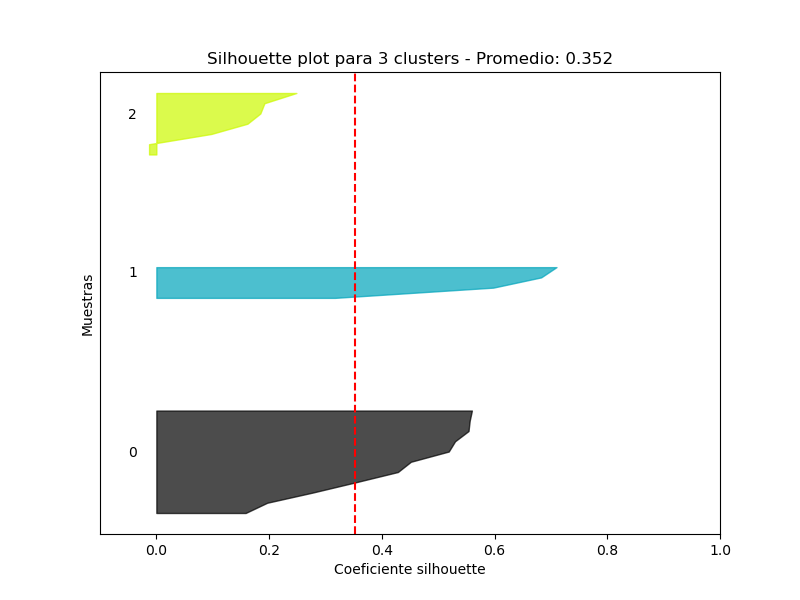 Silhouette plot para 3 clusters - Promedio: 0.352
2
1
0
Muestras
0.0 0.2 0.4 0.6 0.8 1.0
Coeficiente silhouette